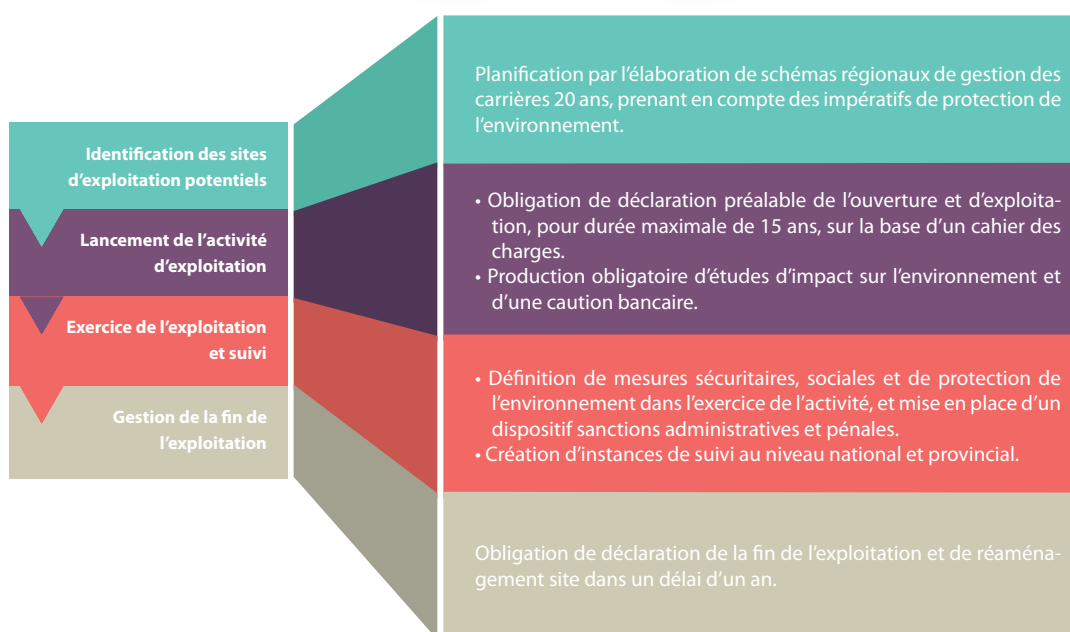 Identification des sites
d'exploitation potentiels
Planification par l'élaboration de schémas régionaux de gestion des
carrières 20 ans, prenant en compte des impératifs de protection de
l'environnement.
Lancement de l'activité
d'exploitation
• Obligation de déclaration préalable de l'ouverture et d'exploita-
tion, pour durée maximale de 15 ans, sur la base d'un cahier des
charges.
• Production obligatoire d'études d'impact sur l'environnement et
d'une caution bancaire.
Exercice de l'exploitation
et suivi
• Définition de mesures sécuritaires, sociales et de protection de
l'environnement dans l'exercice de l'activité, et mise en place d'un
dispositif sanctions administratives et pénales.
• Création d'instances de suivi au niveau national et provincial.
Gestion de la fin de
l'exploitation
Obligation de déclaration de la fin de l'exploitation et de réaména-
gement site dans un délai d'un an.